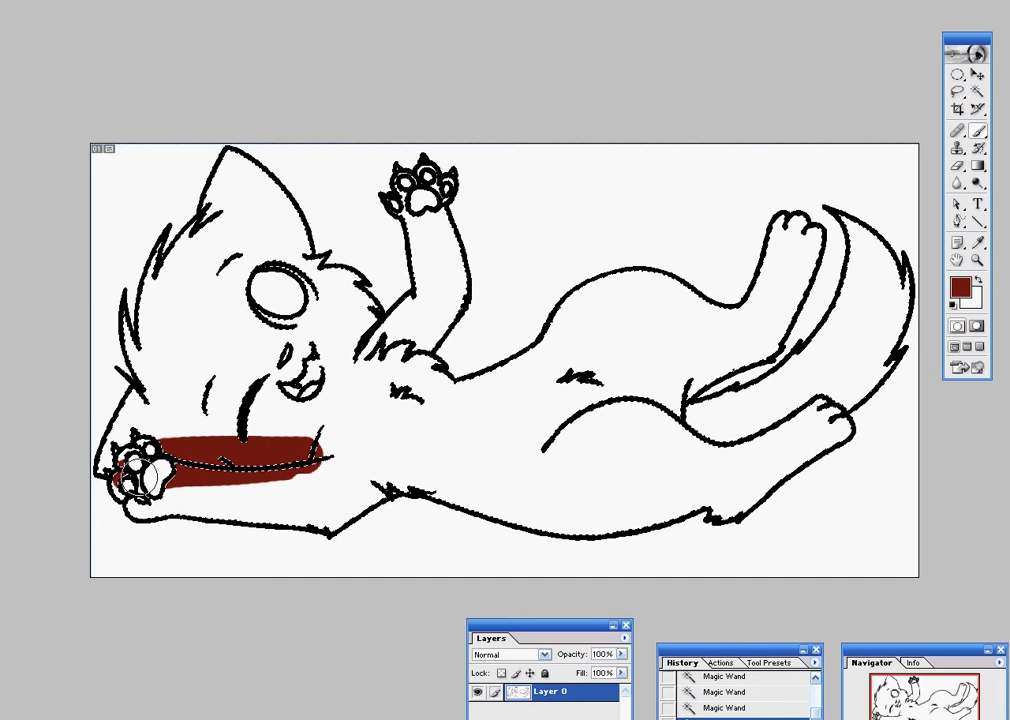 Layers
Normal
Opacity: 100%
Lock:
Fill: 100%
Layer 0
History
Actions
Tool Presets
Magic Wand
Magic Wand
Magic Wand
Navigator
Info
T